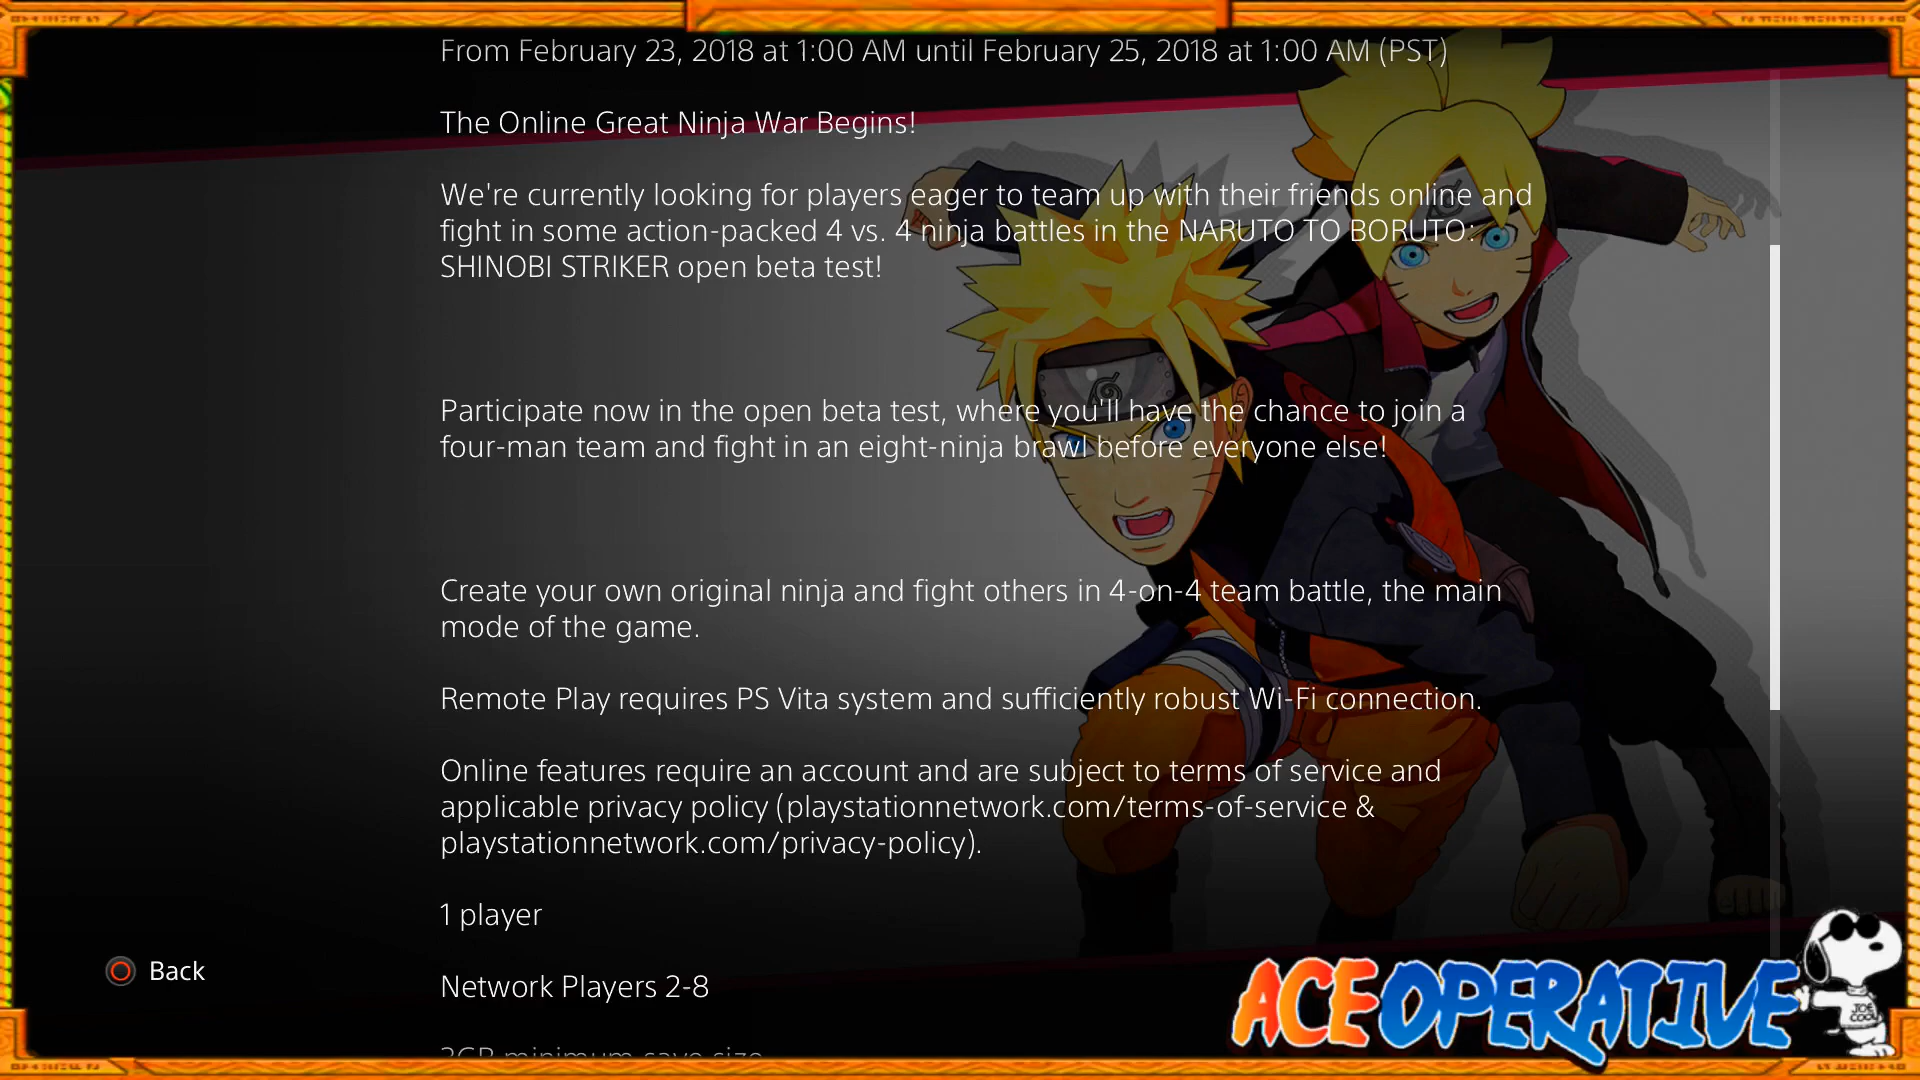 From February 23, 2018 at 1:00 AM until February 25, 2018 at 1:00 AM (PST)
The Online Great Ninja War Begins!
We're currently looking for players eager to team up with their friends online and
fight in some action-packed 4 vs. 4 ninja battles in the NARUTO TO BORUTO:
SHINOBI STRIKER open beta test!
Participate now in the open beta test, where you'll have the chance to join a
four-man team and fight in an eight-ninja brawl before everyone else!
Create your own original ninja and fight others in 4-on-4 team battle, the main
mode of the game.
Remote Play requires PS Vita system and sufficiently robust Wi-Fi connection.
Online features require an account and are subject to terms of service and
applicable privacy policy (playstationnetwork.com/terms-of-service &
playstationnetwork.com/privacy-policy).
1 player
Network Players 2-8
minimum save size
Back
ACEOPERATIVE
JOE
COOL